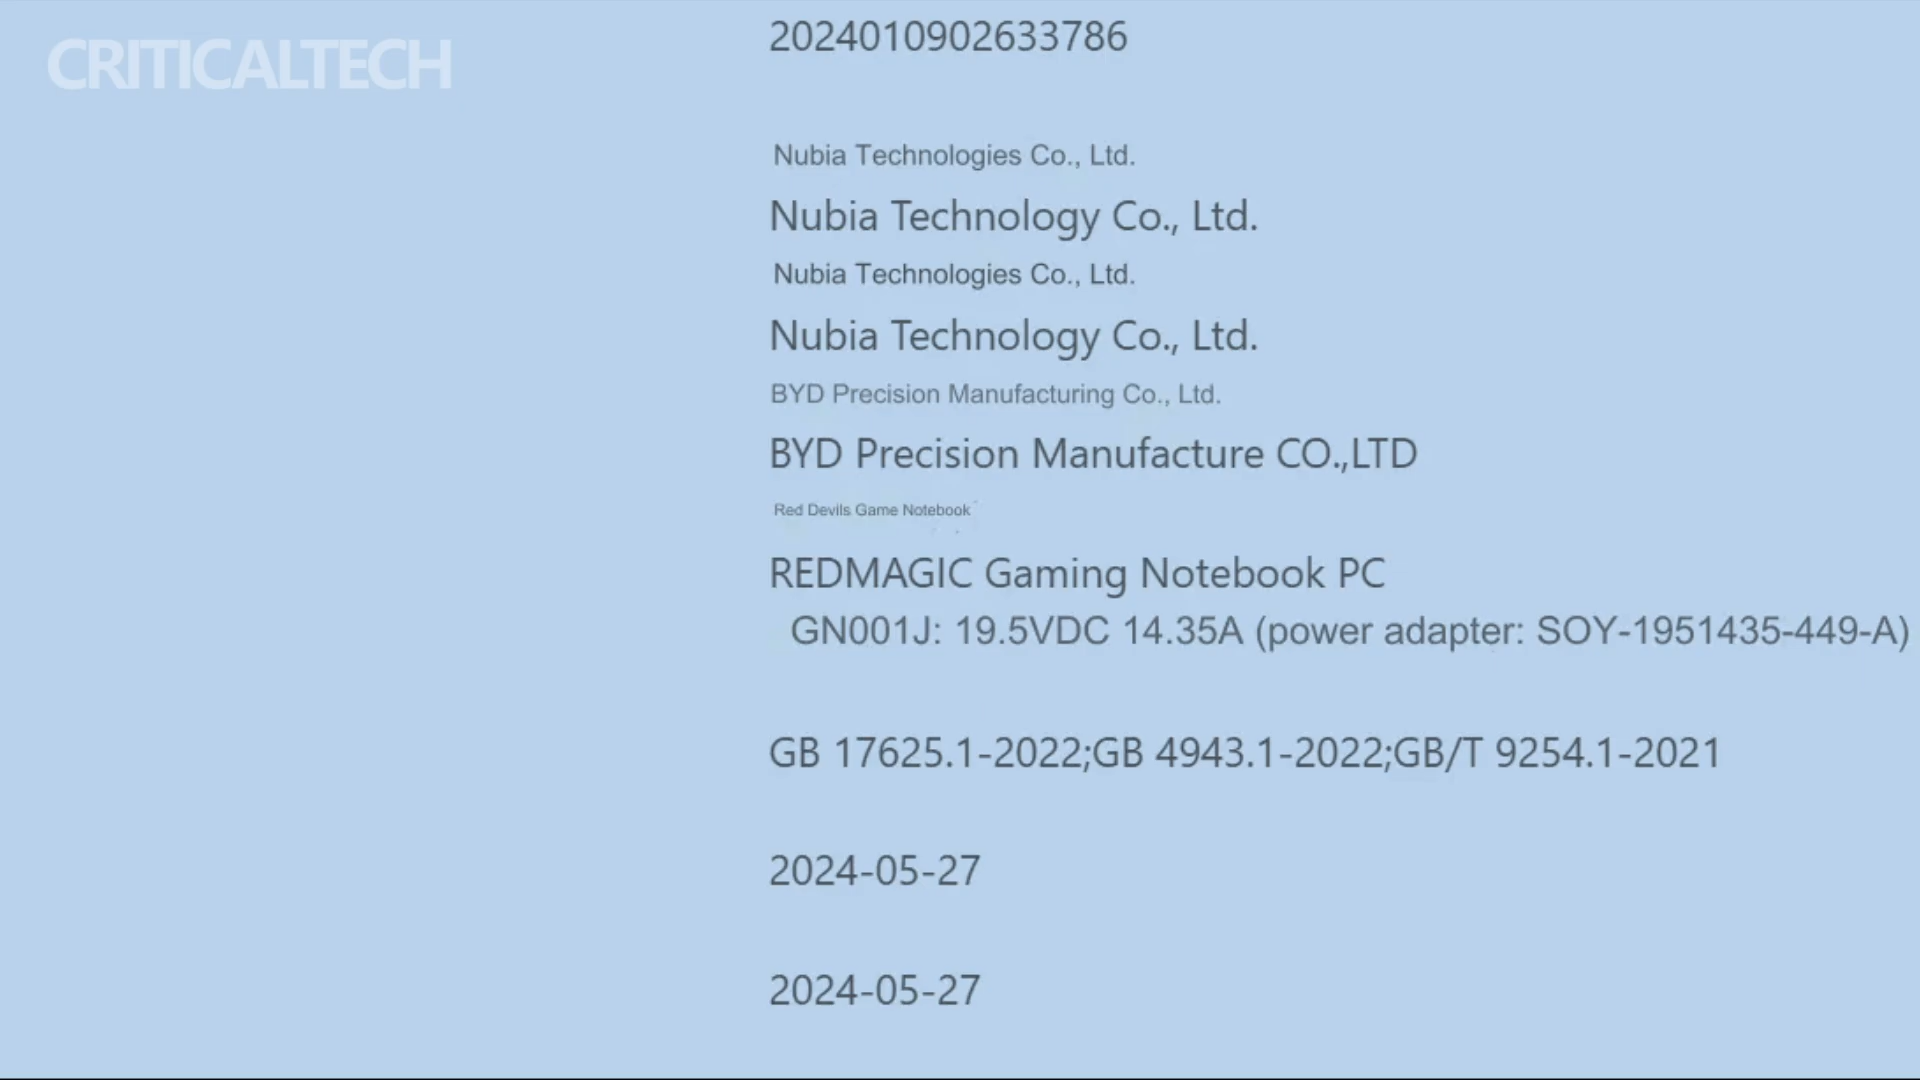 CRITICALTECH
2024010902633786
Nubia Technologies Co., Ltd.
Nubia Technology Co., Ltd.
Nubia Technologies Co., Ltd.
Nubia Technology Co., Ltd.
BYD Precision Manufacturing Co., Ltd.
BYD Precision Manufacture CO.,LTD
Red Devils Game Notebook
REDMAGIC Gaming Notebook PC
GN001J: 19.5VDC 14.35A (power adapter: SOY-1951435-449-A)
GB 17625.1-2022;GB 4943.1-2022;GB/T 9254.1-2021
2024-05-27
2024-05-27